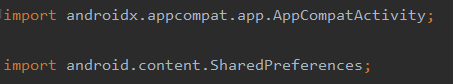 import androidx.appcompat.app.AppCompatActivity;
import android.content.SharedPreferences;